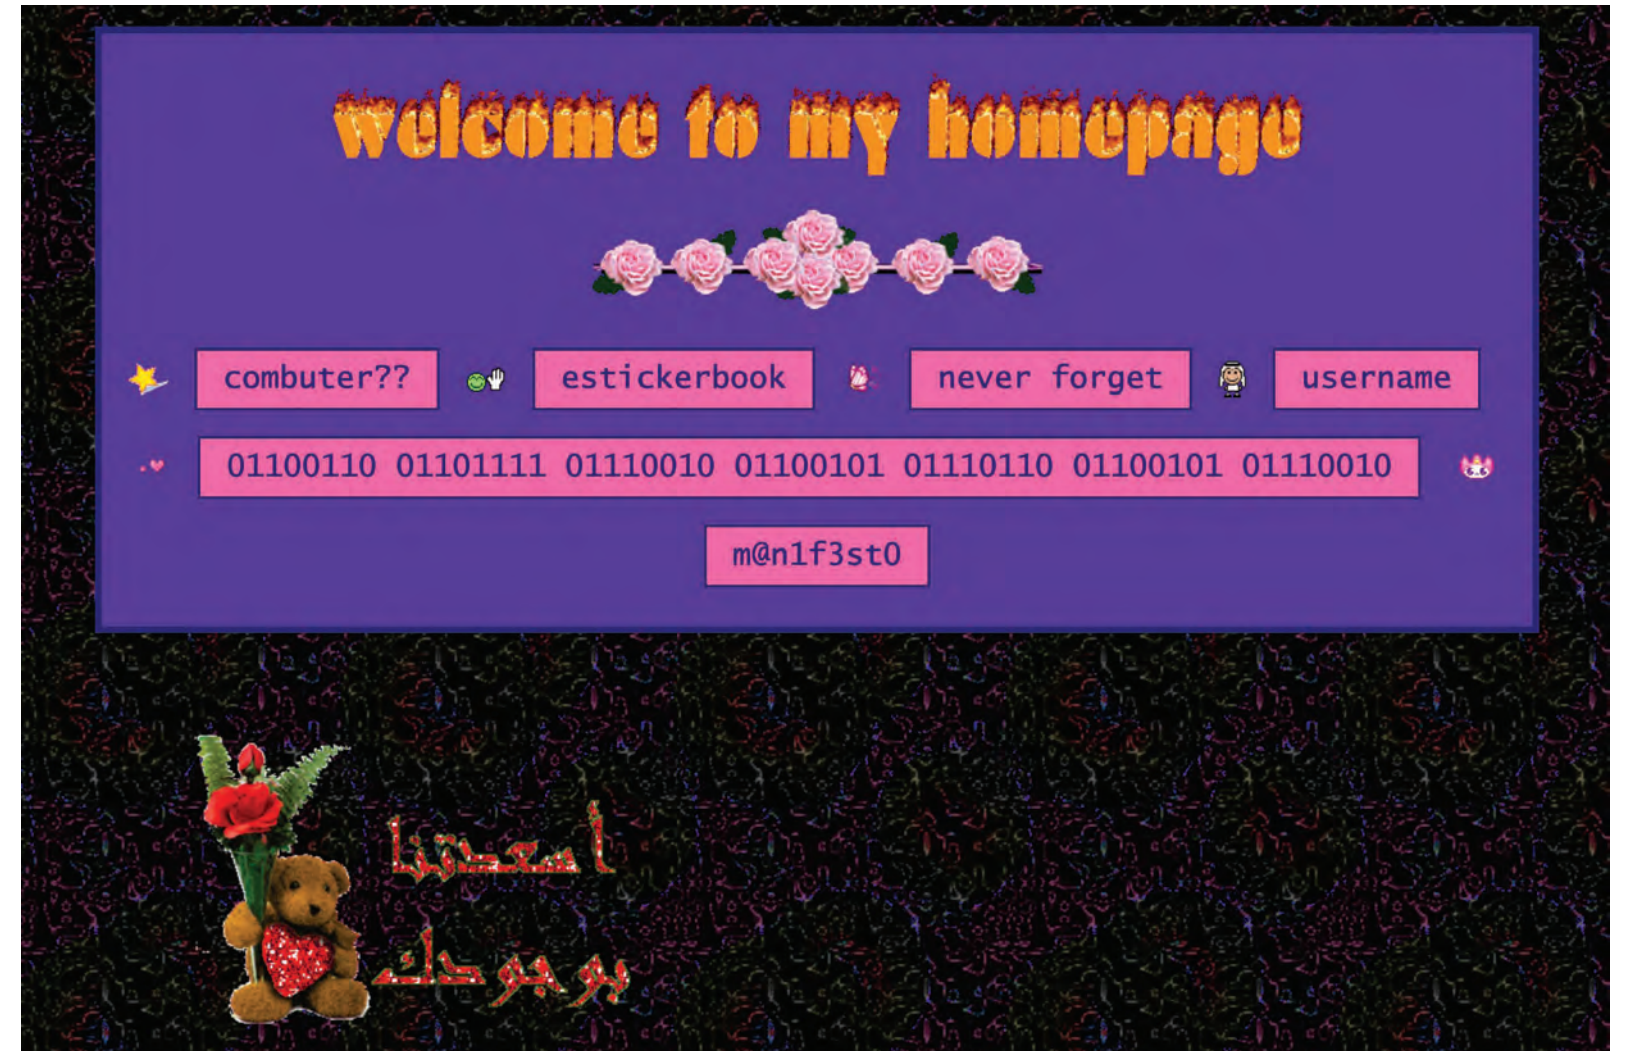 welcome to my homepage
combuter?? estickerbook never forget username
01100110 01101111 01110010 01100101 01110110 01100101 01110010
m@n1f3st0
أسعدتنا
بوجودك